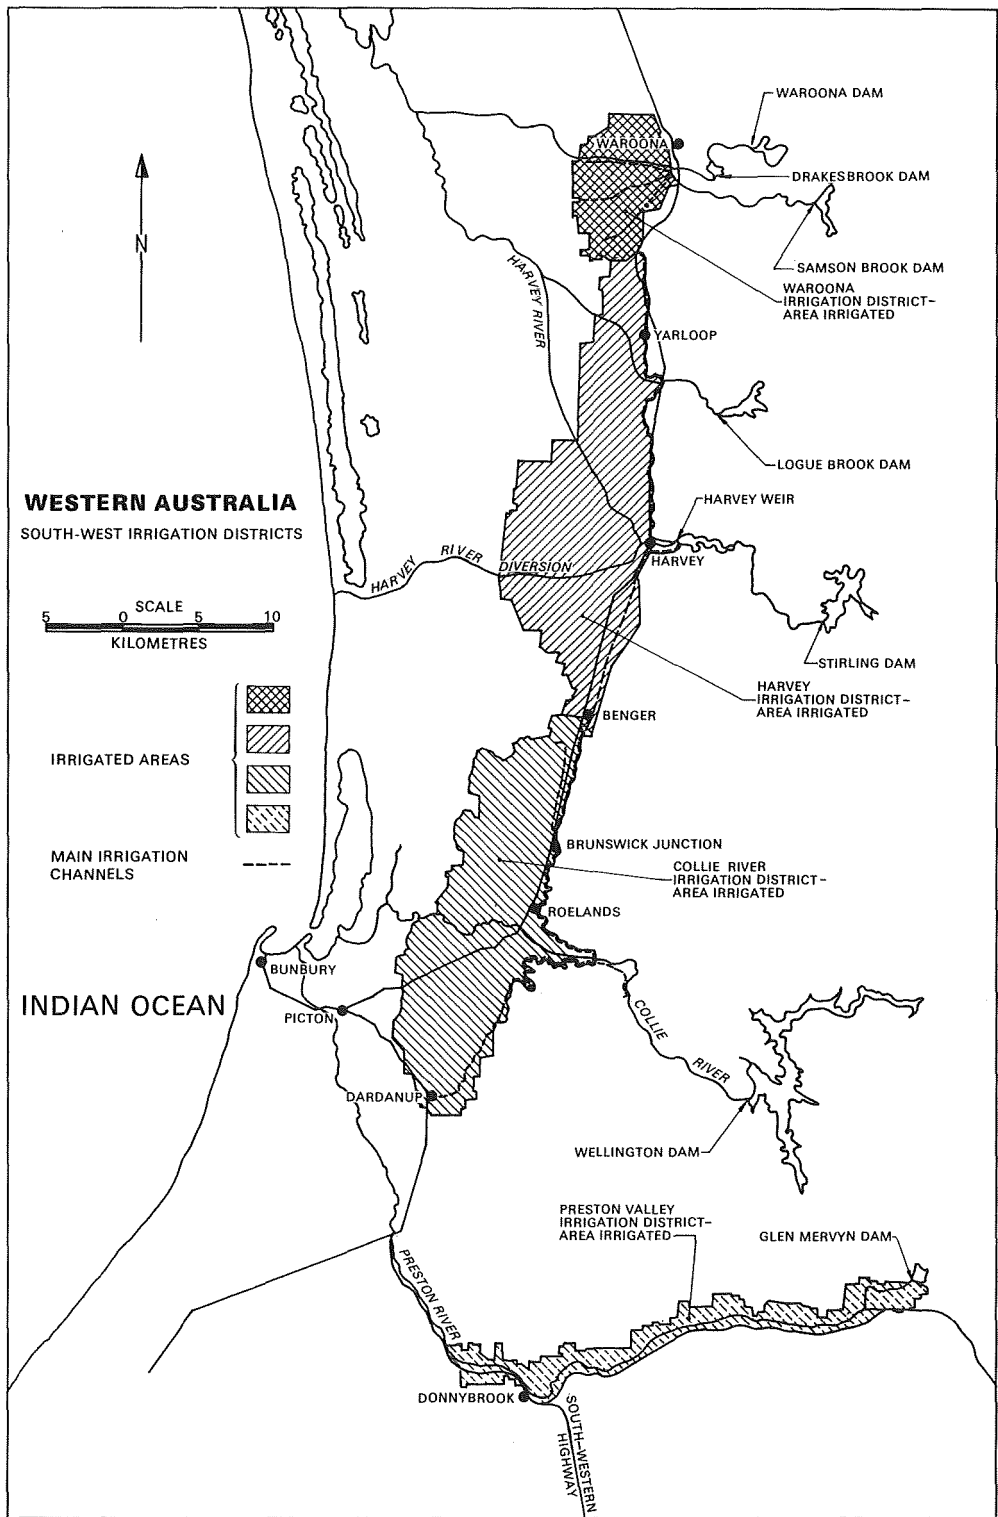 WAROONA DAM
WAROONA
DRAKESBROOK DAM
N
SAMSON BROOK DAM
HARVEY RIVER
WAROONA
IRRIGATION DISTRICT–
AREA IRRIGATED
YARLOOP
LOGUE BROOK DAM
WESTERN AUSTRALIA
SOUTH-WEST IRRIGATION DISTRICTS
HARVEY WEIR
HARVEY
HARVEY RIVER DIVERSION
SCALE
5 0 5 10
KILOMETRES
STIRLING DAM
HARVEY
IRRIGATION DISTRICT–
AREA IRRIGATED
BENGER
IRRIGATED AREAS
BRUNSWICK JUNCTION
MAIN IRRIGATION
CHANNELS
COLLIE RIVER
IRRIGATION DISTRICT–
AREA IRRIGATED
ROELANDS
BUNBURY
INDIAN OCEAN
PICTON
COLLIE RIVER
DARDANUP
WELLINGTON DAM
PRESTON VALLEY
IRRIGATION DISTRICT–
AREA IRRIGATED
GLEN MERVYN DAM
PRESTON RIVER
DONNYBROOK
SOUTH–WESTERN
HIGHWAY